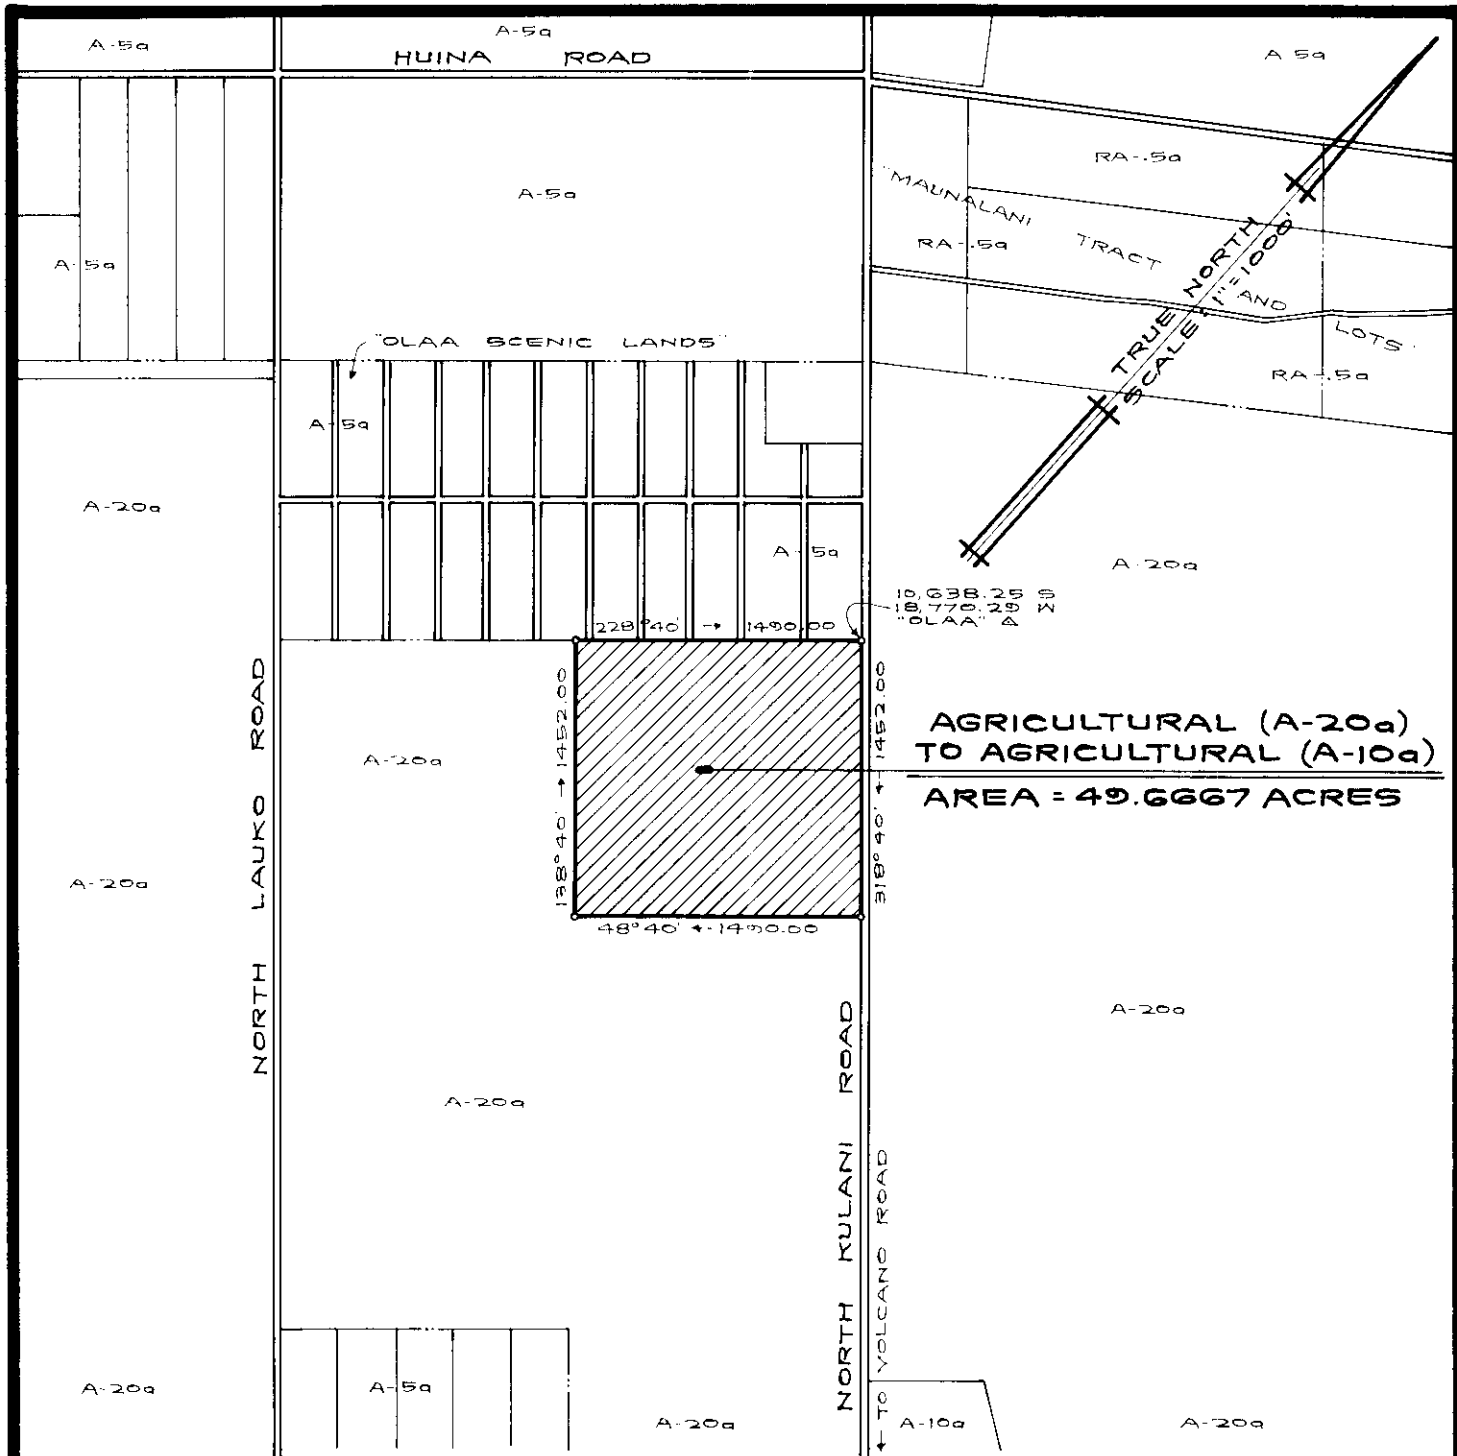 A-5a
A-5a
HUINA ROAD
A-5a
RA-.5a
A-5a
"MAUNALANI TRACT AND LOTS"
RA-.5a
A-5a
TRUE NORTH
SCALE: 1"=1000'
"OLAA SCENIC LANDS"
RA-.5a
A-5a
A-20a
A-5a
A-20a
10,638.25 S
18,770.29 W
"OLAA" △
228°40' → 1490.00
NORTH LAUKO ROAD
138°40' → 1452.00
318°40' ← 1452.00
AGRICULTURAL (A-20a)
TO AGRICULTURAL (A-10a)
A-20a
AREA = 49.6667 ACRES
A-20a
48°40' ← 1490.00
A-20a
A-20a
NORTH KULANI ROAD
← TO VOLCANO ROAD
A-20a
A-5a
A-20a
A-10a
A-20a